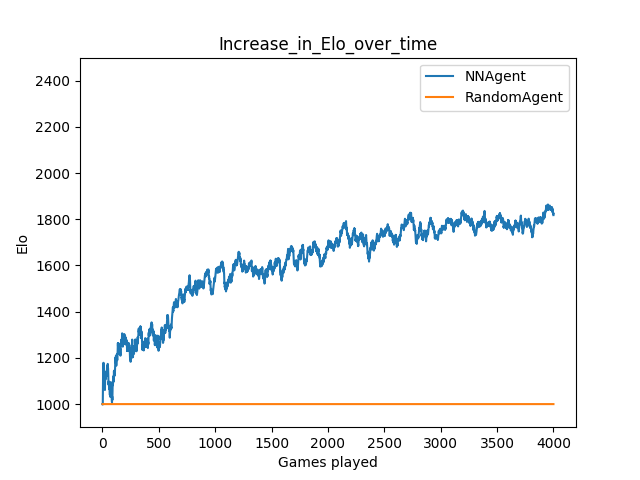 Increase_in_Elo_over_time
NNAgent
RandomAgent
2400
2200
2000
1800
1600
1400
1200
1000
Elo
0 500 1000 1500 2000 2500 3000 3500 4000
Games played